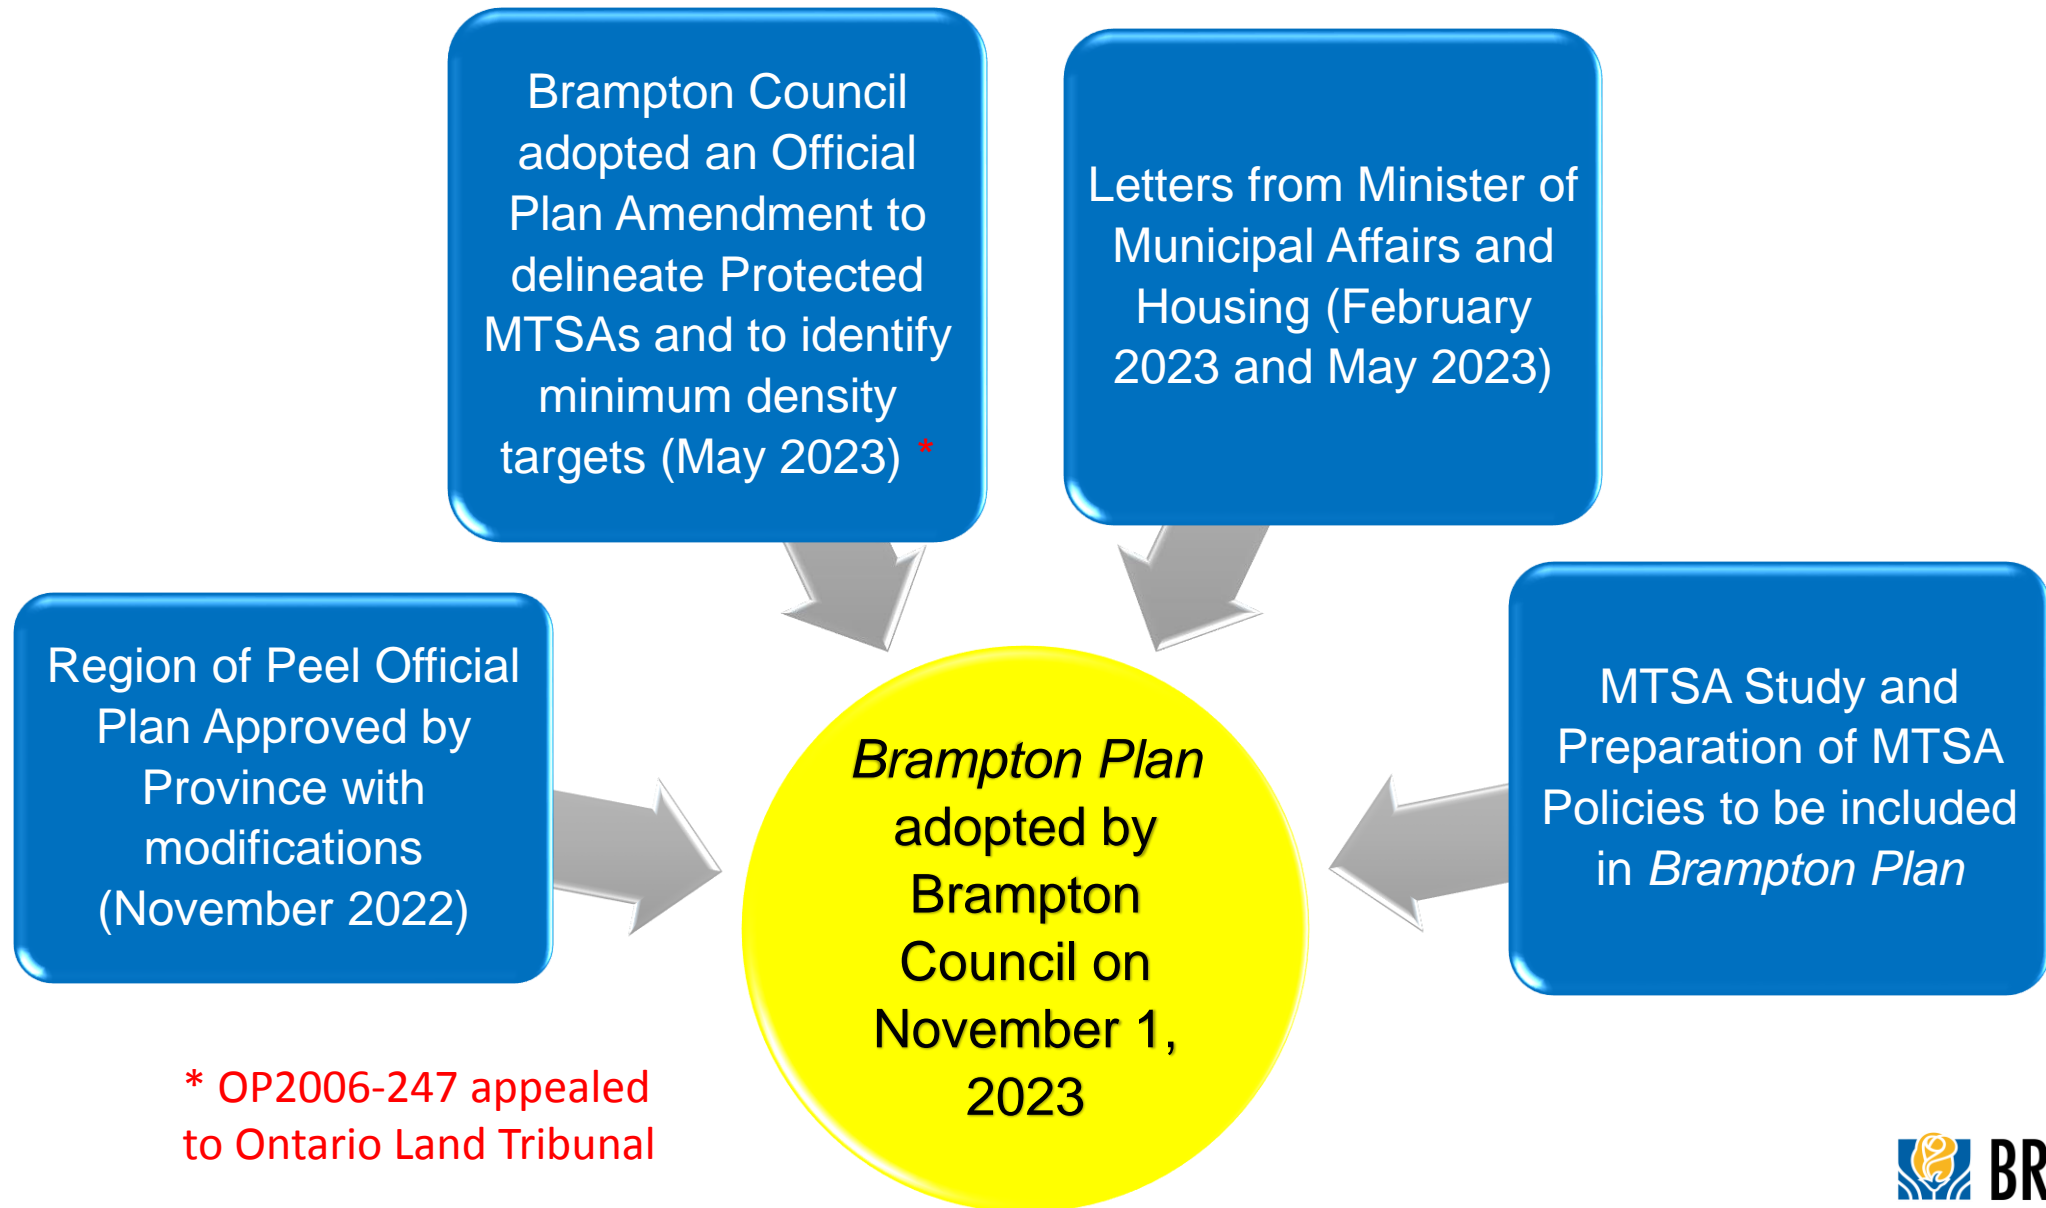 Brampton Council
adopted an Official
Plan Amendment to
delineate Protected
MTSAs and to identify
minimum density
targets (May 2023) *
Letters from Minister of
Municipal Affairs and
Housing (February
2023 and May 2023)
Region of Peel Official
Plan Approved by
Province with
modifications
(November 2022)
Brampton Plan
adopted by
Brampton
Council on
November 1,
2023
MTSA Study and
Preparation of MTSA
Policies to be included
in Brampton Plan
* OP2006-247 appealed
to Ontario Land Tribunal
BR